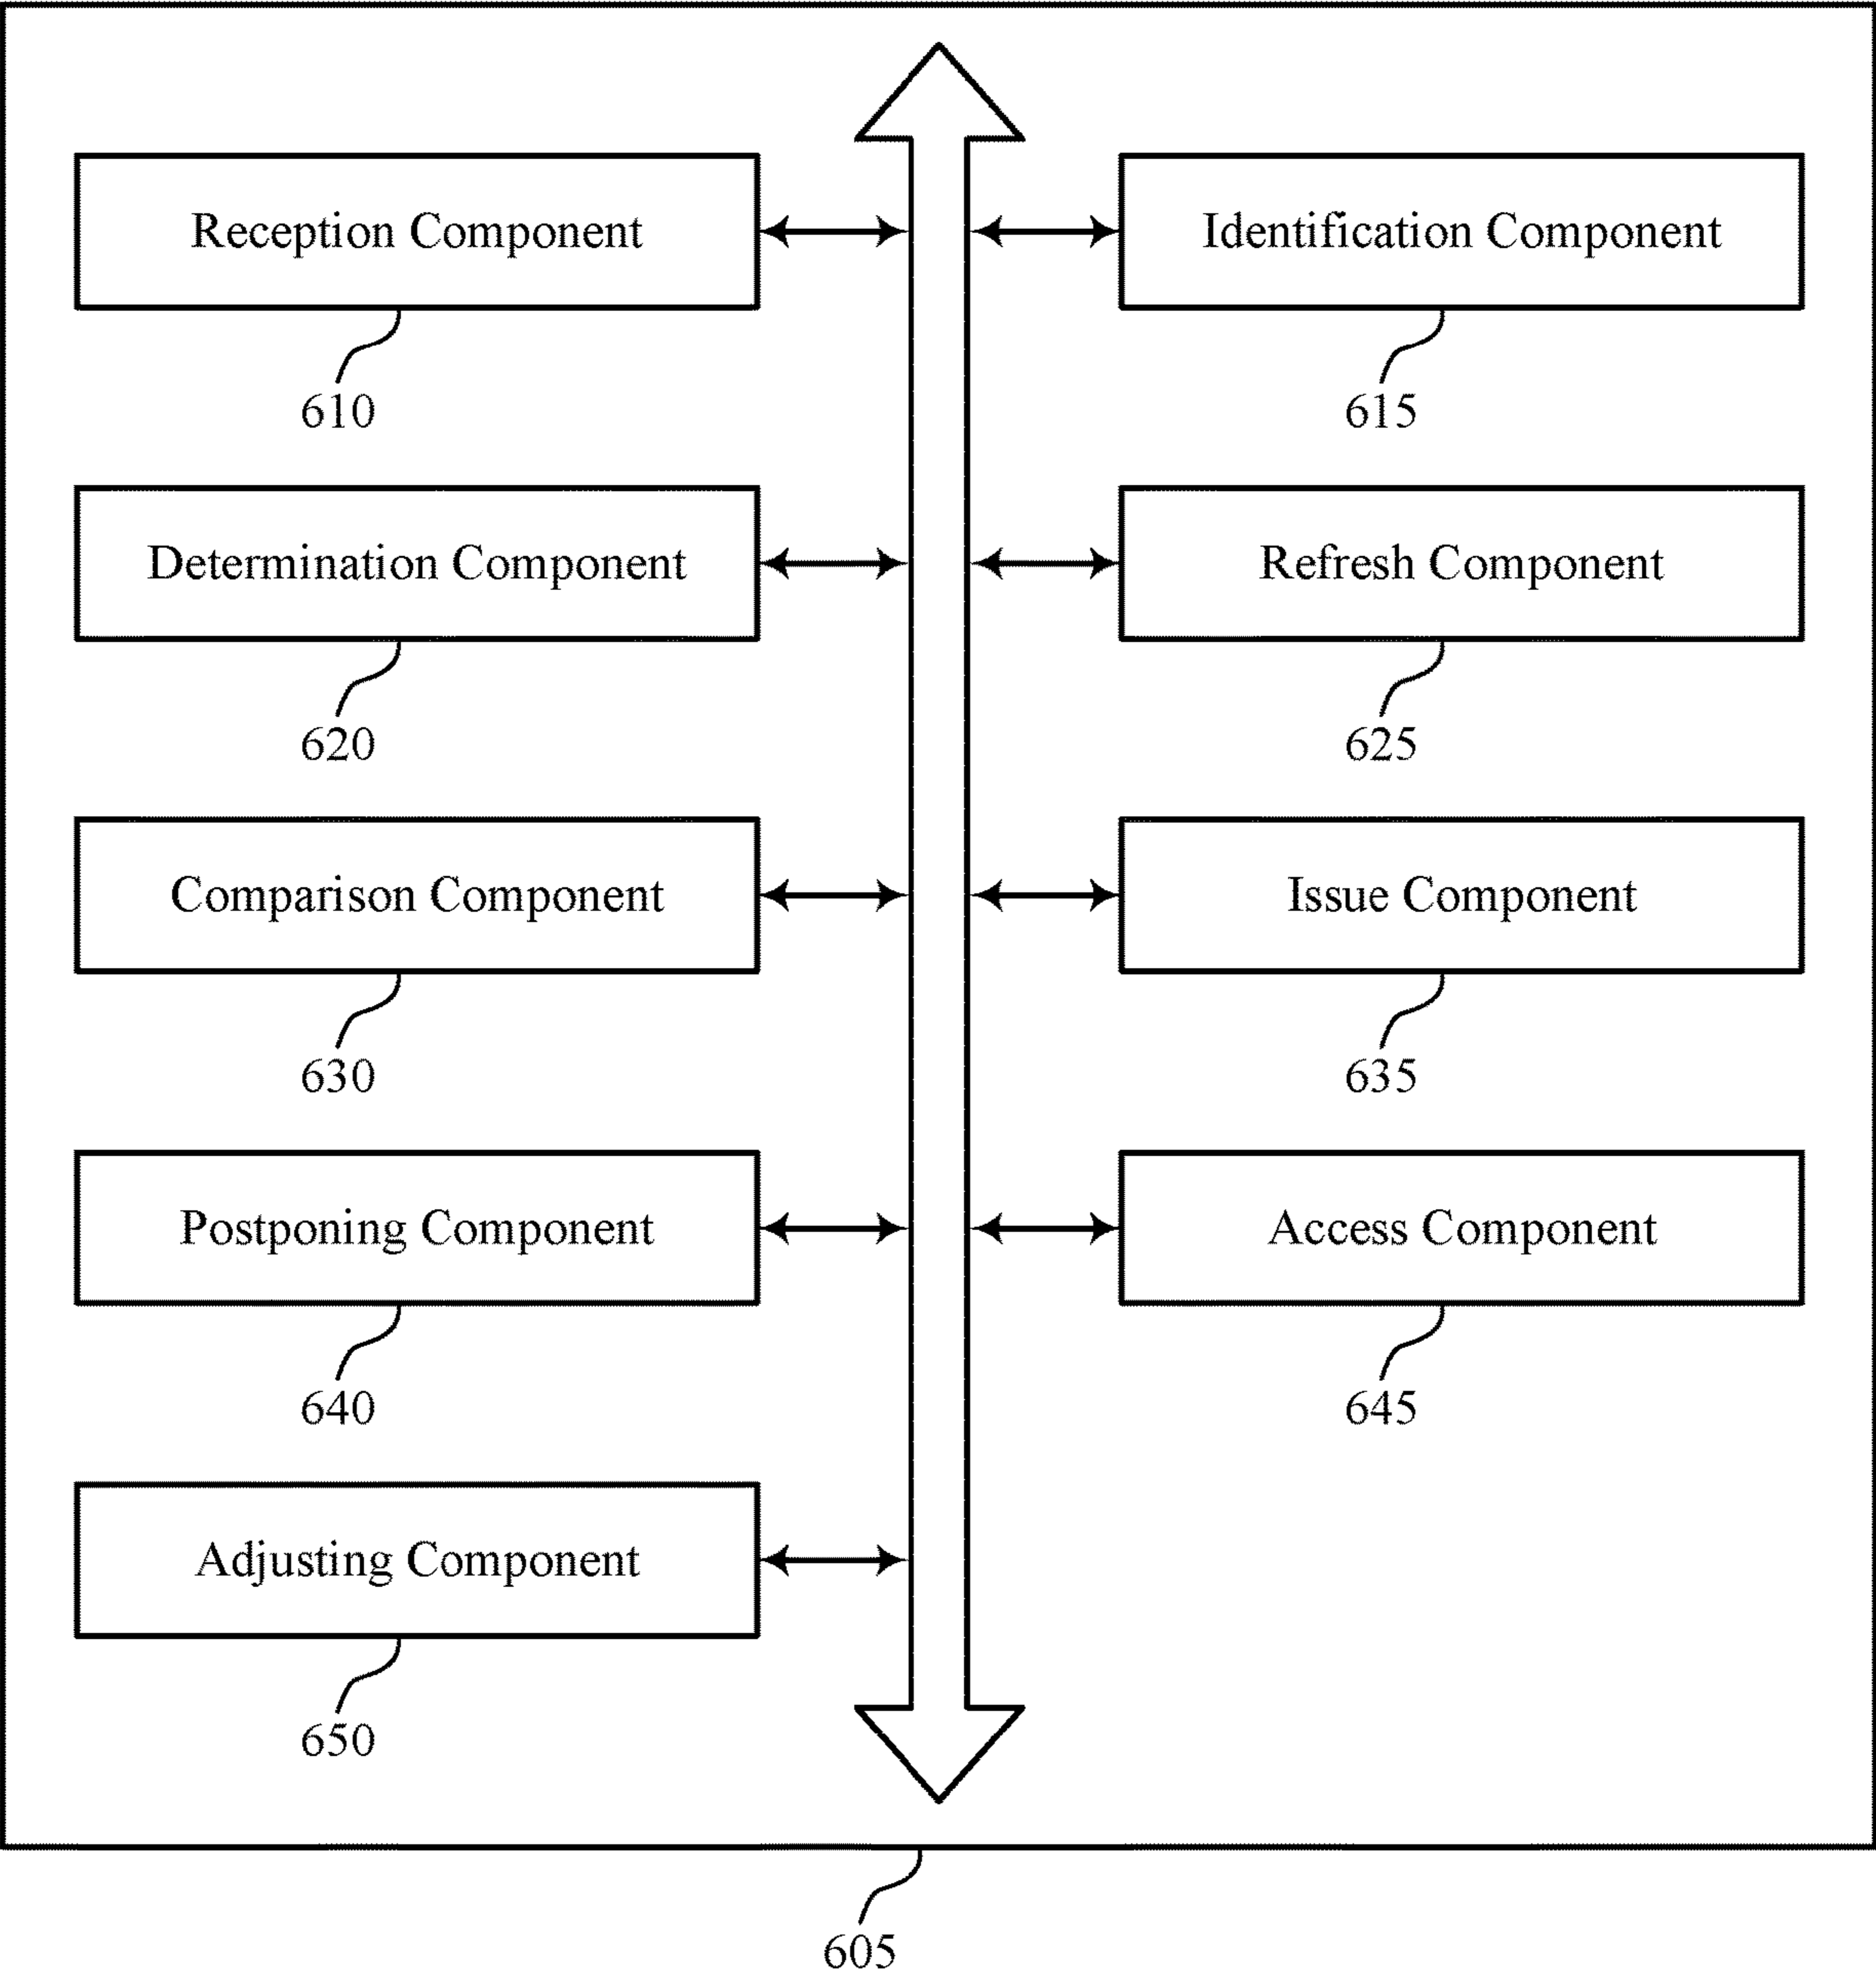 Reception Component
Identification Component
610
615
Determination Component
Refresh Component
620
625
Comparison Component
Issue Component
630
635
Postponing Component
Access Component
640
645
Adjusting Component
650
605